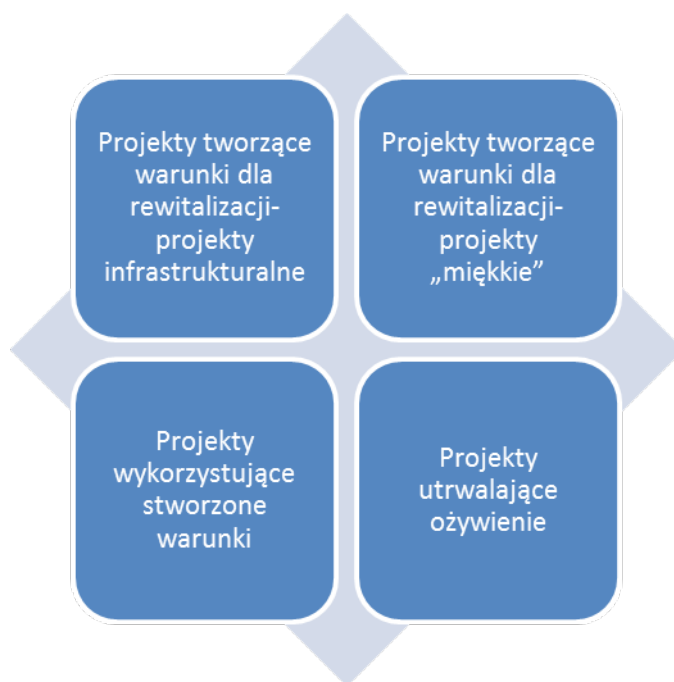 Projekty tworzące
warunki dla
rewitalizacji-
projekty
infrastrukturalne
Projekty tworzące
warunki dla
rewitalizacji-
projekty
„miękkie”
Projekty
wykorzystujące
stworzone
warunki
Projekty
utrwalające
ożywienie